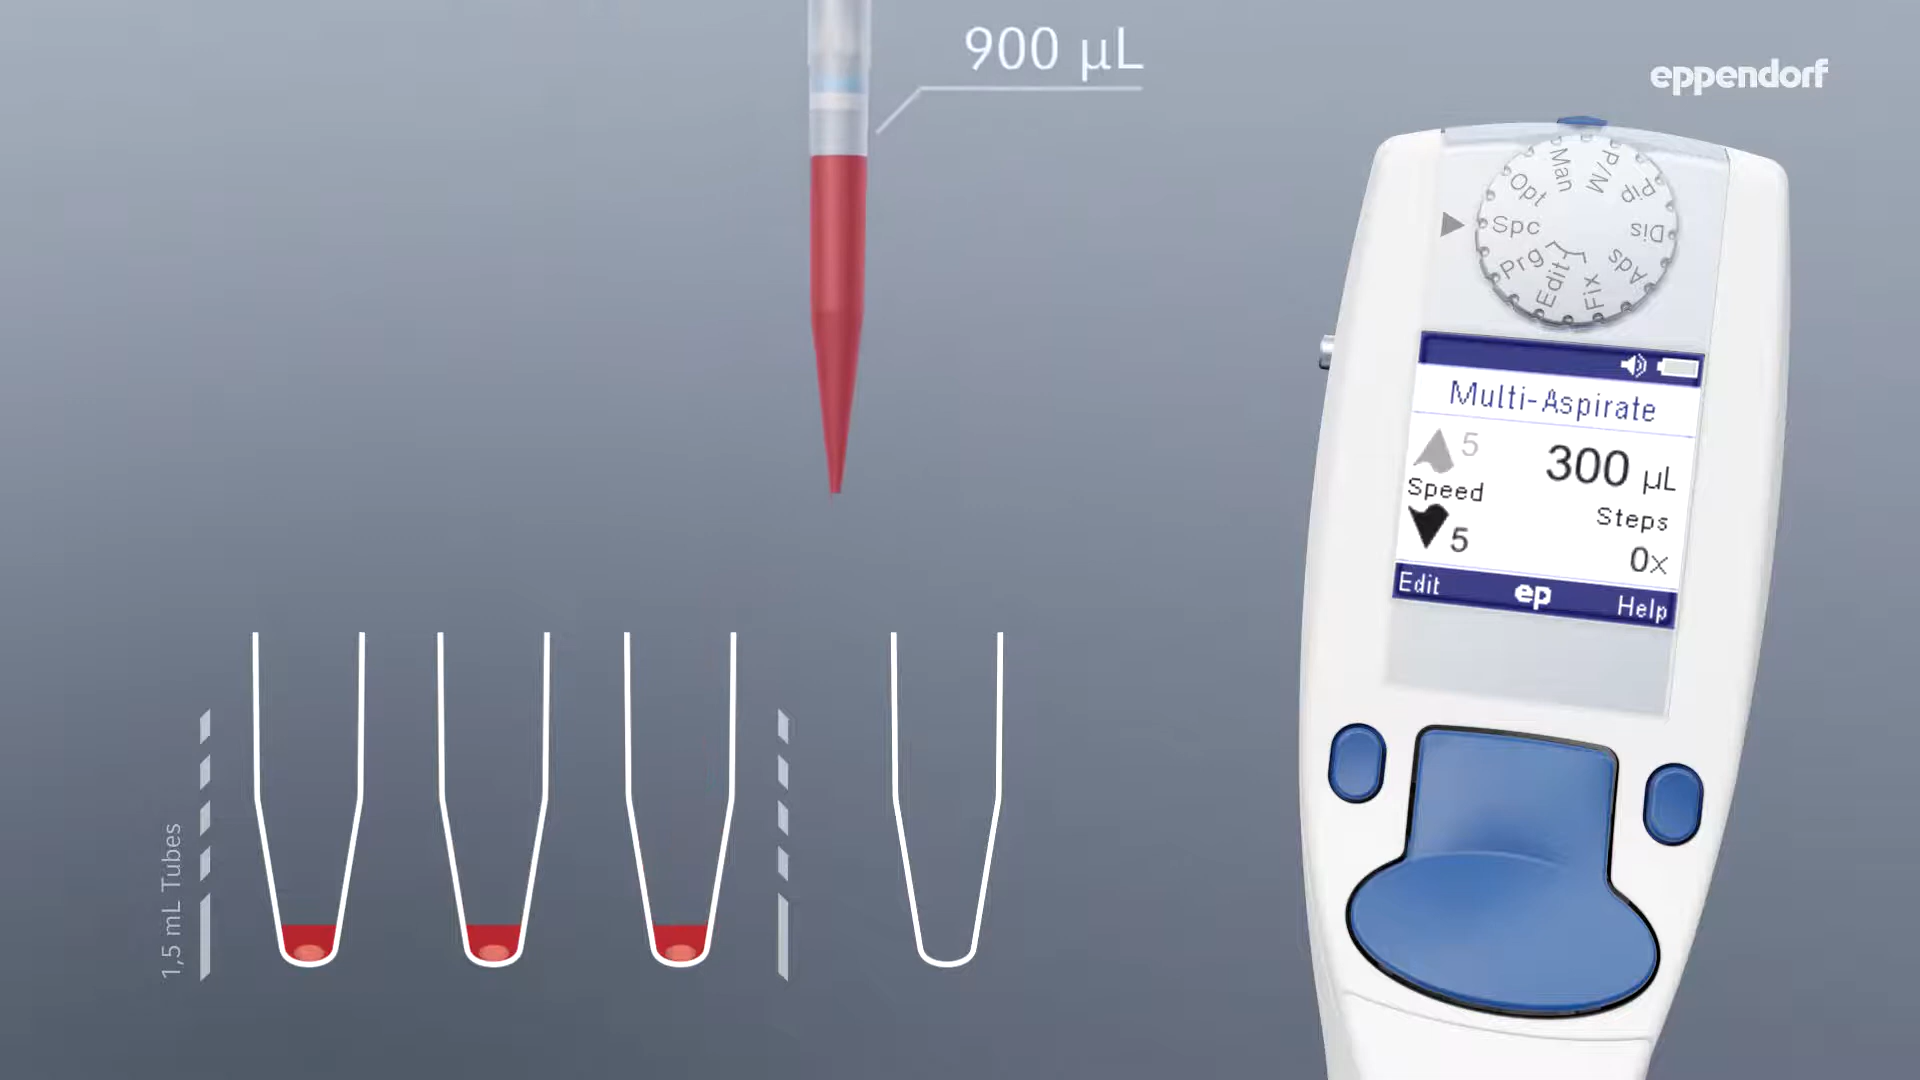 900 µL
eppendorf
Man
P/M
Pip
Dis
Ads
Fix
Edit
Prg
Spc
Opt
Multi-Aspirate
5
300 µL
Speed
Steps
5
0x
Edit
ep
Help
1,5 mL Tubes